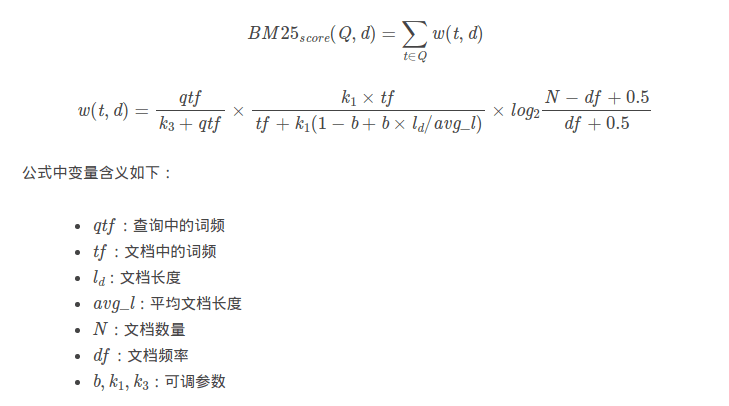 BM25_{score}(Q, d) = \sum_{t \in Q} w(t, d)
w(t, d) = \frac{qtf}{k_3 + qtf} \times \frac{k_1 \times tf}{tf + k_1(1 - b + b \times l_d/avg\_l)} \times log_2 \frac{N - df + 0.5}{df + 0.5}
公式中变量含义如下：
• qtf：查询中的词频
• tf：文档中的词频
• l_d：文档长度
• avg_l：平均文档长度
• N：文档数量
• df：文档频率
• b, k_1, k_3：可调参数